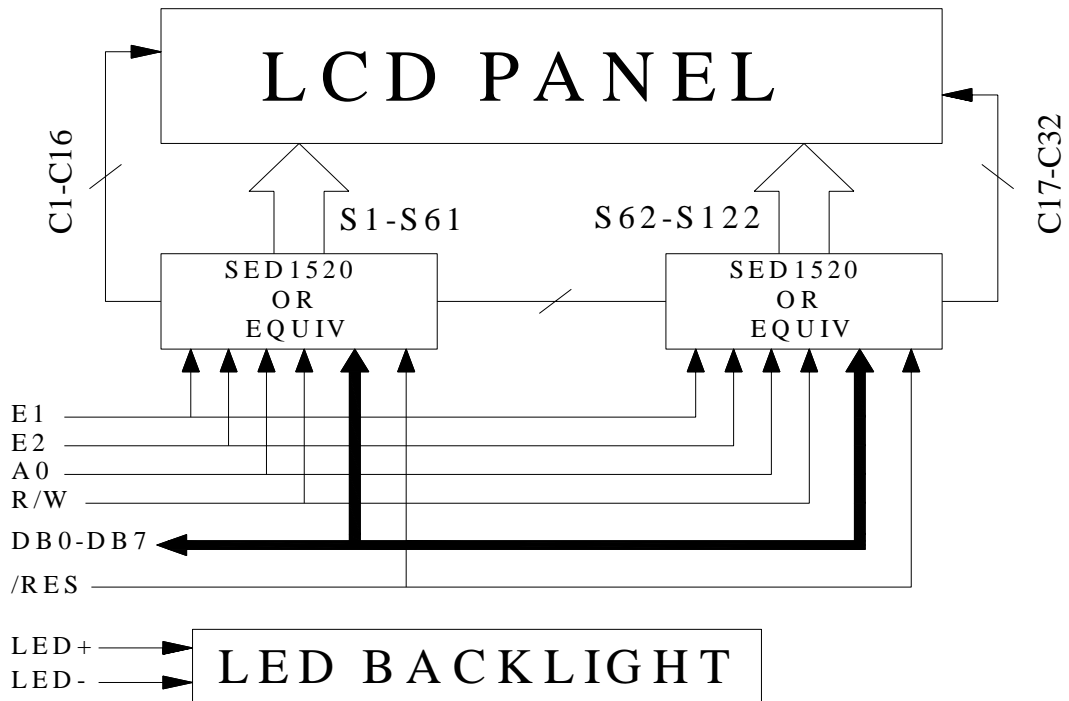 LCD PANEL
C1-C16
C17-C32
S1-S61
S62-S122
SED1520
OR
EQUIV
SED1520
OR
EQUIV
E1
E2
A0
R/W
DB0-DB7
/RES
LED+
LED-
LED BACKLIGHT